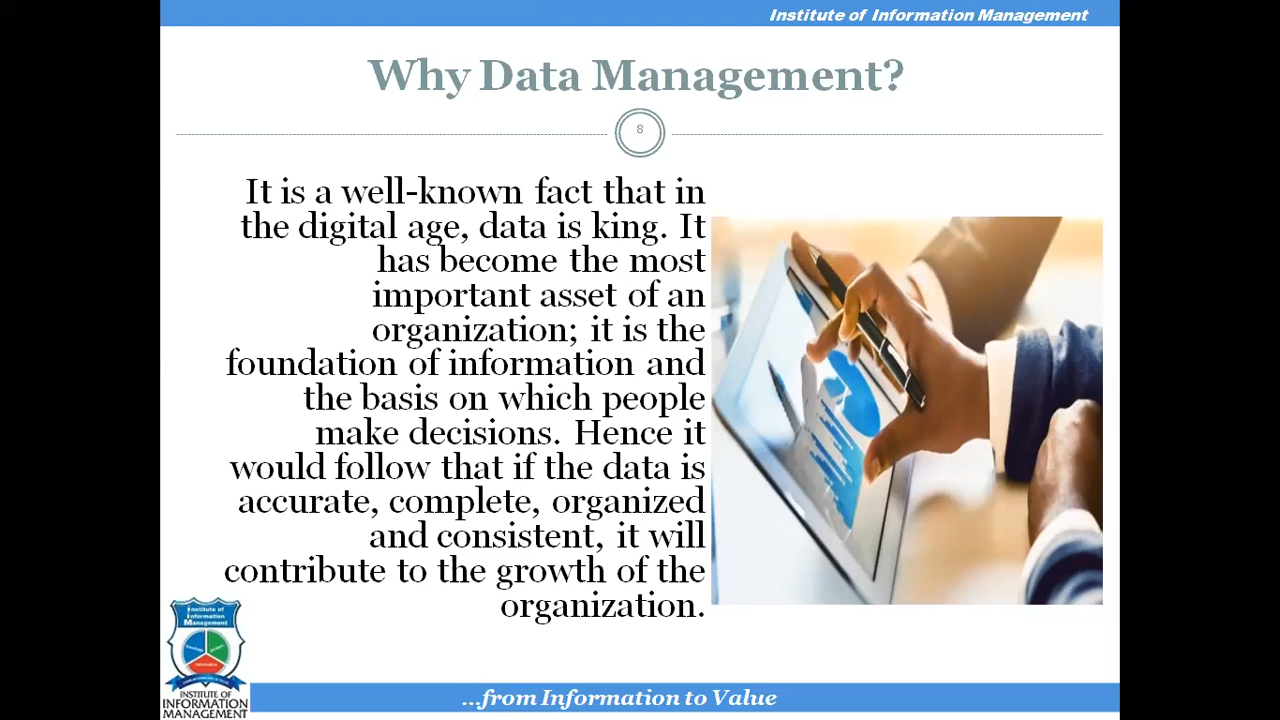 Institute of Information Management
Why Data Management?
8
It is a well-known fact that in
the digital age, data is king. It
has become the most
important asset of an
organization; it is the
foundation of information and
the basis on which people
make decisions. Hence it
would follow that if the data is
accurate, complete, organized
and consistent, it will
contribute to the growth of the
organization.
Institute of
Information
Management
INSTITUTE OF
INFORMATION
MANAGEMENT
...from Information to Value